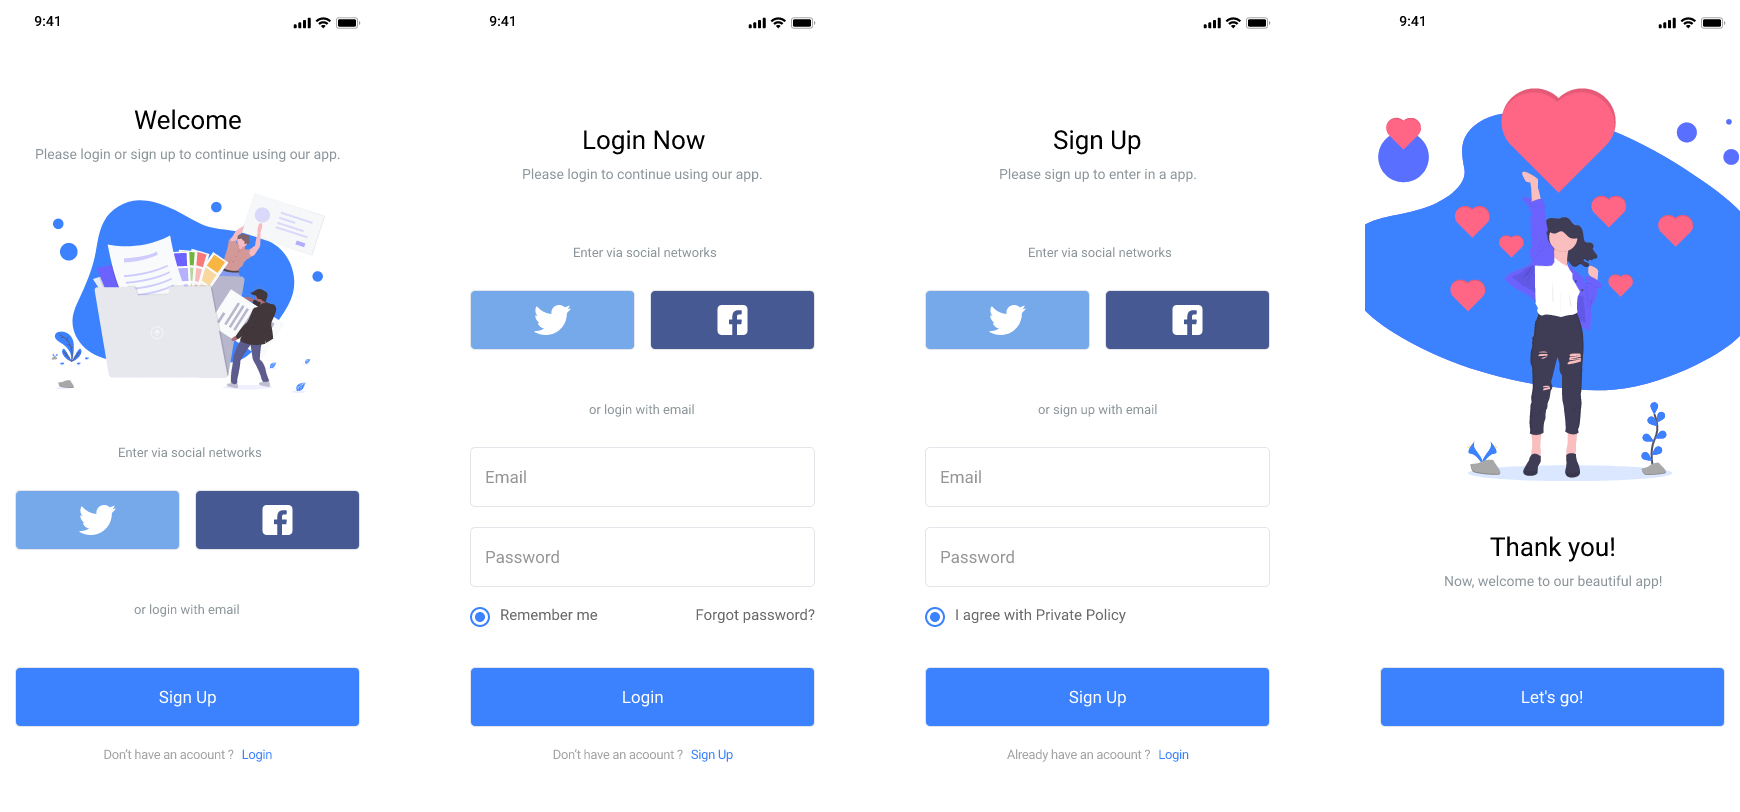 9:41
Welcome
Please login or sign up to continue using our app.
Enter via social networks
or login with email
Sign Up
Don't have an acoount ? Login
9:41
Login Now
Please login to continue using our app.
Enter via social networks
or login with email
Email
Password
Remember me
Forgot password?
Login
Don't have an acoount ? Sign Up
Sign Up
Please sign up to enter in a app.
Enter via social networks
or sign up with email
Email
Password
I agree with Private Policy
Sign Up
Already have an acoount ? Login
9:41
Thank you!
Now, welcome to our beautiful app!
Let's go!